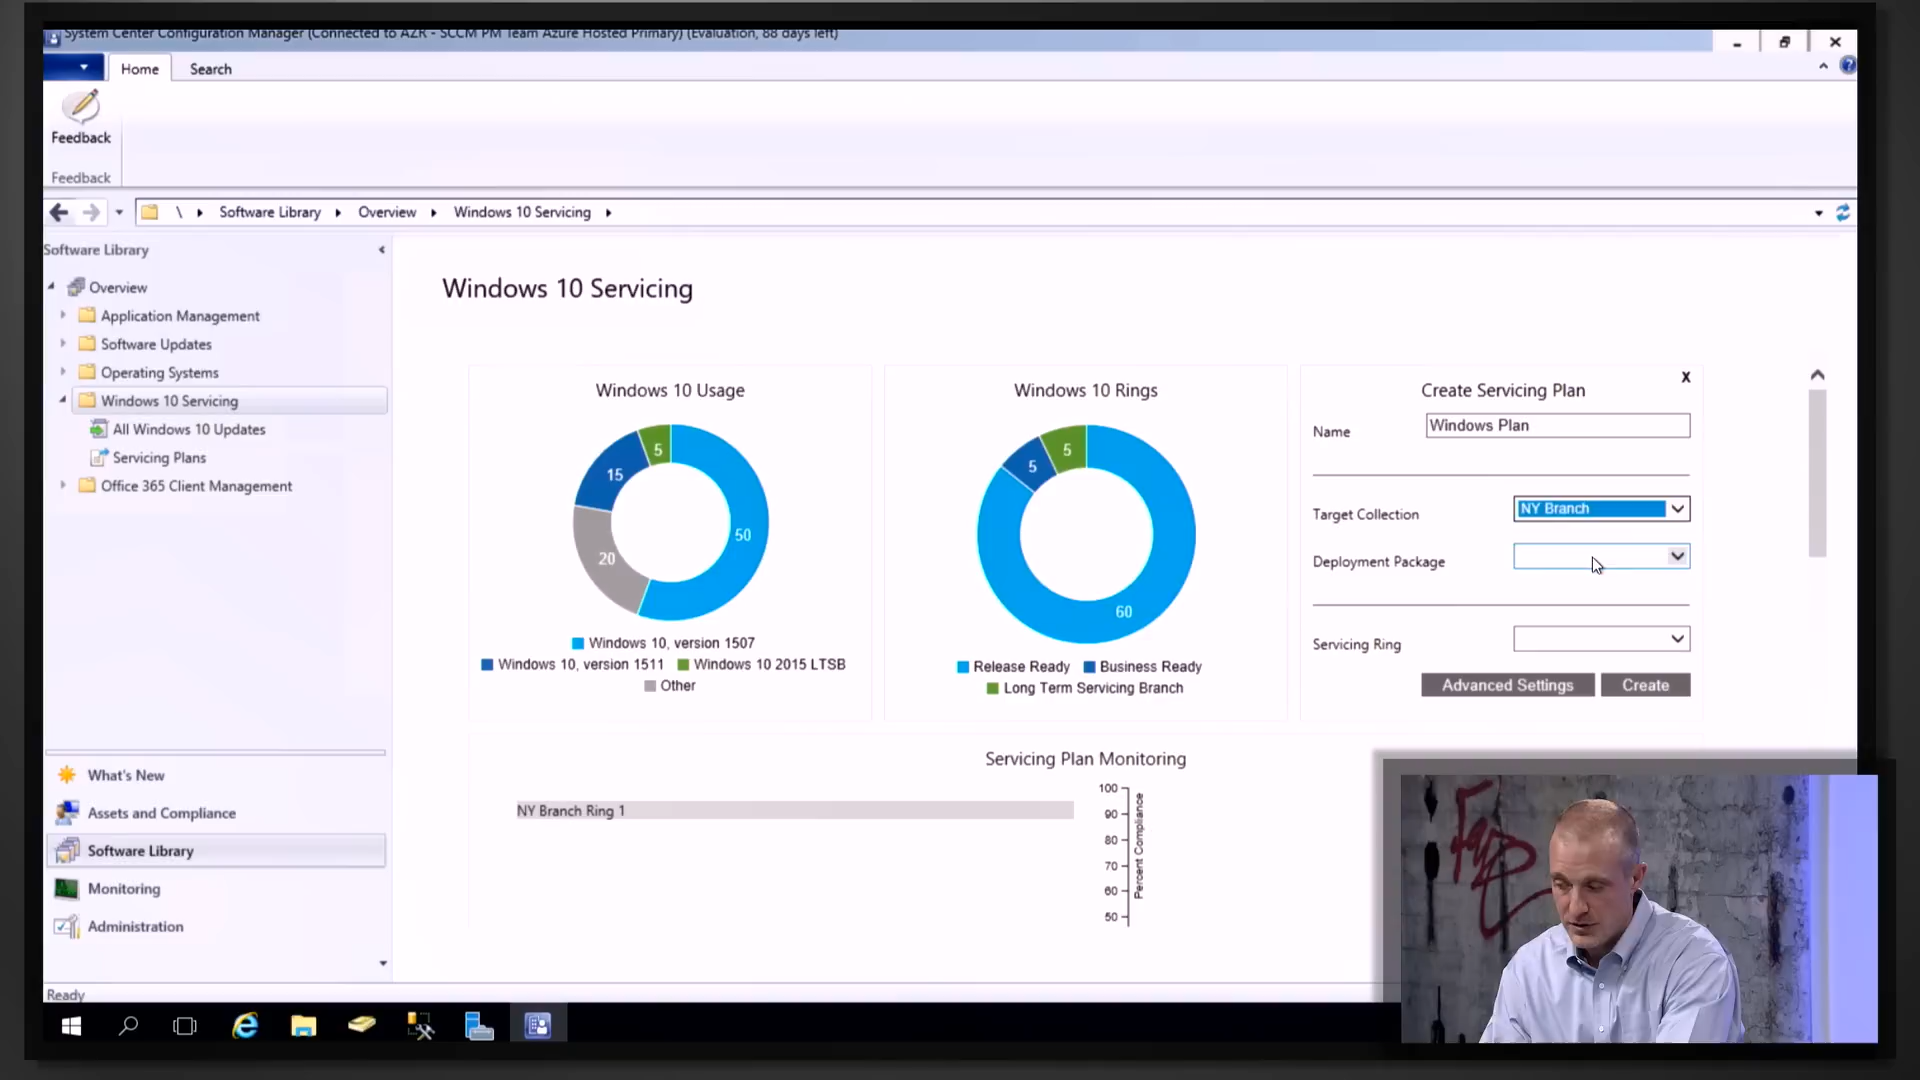 System Center Configuration Manager (Connected to AZR - SCCM PM Team Azure Hosted Primary) (Evaluation, 88 days left)
Home
Search
Feedback
Feedback
\ Software Library Overview Windows 10 Servicing
Software Library
Overview
Application Management
Software Updates
Operating Systems
Windows 10 Servicing
All Windows 10 Updates
Servicing Plans
Office 365 Client Management
What's New
Assets and Compliance
Software Library
Monitoring
Administration
Ready
Windows 10 Servicing
Windows 10 Usage
5
15
50
20
Windows 10, version 1507
Windows 10, version 1511 Windows 10 2015 LTSB
Other
Windows 10 Rings
5
5
60
Release Ready Business Ready
Long Term Servicing Branch
X
Create Servicing Plan
Name Windows Plan
Target Collection NY Branch
Deployment Package
Servicing Ring
Advanced Settings Create
Servicing Plan Monitoring
NY Branch Ring 1
100
90
80
70
60
50
Percent Compliance